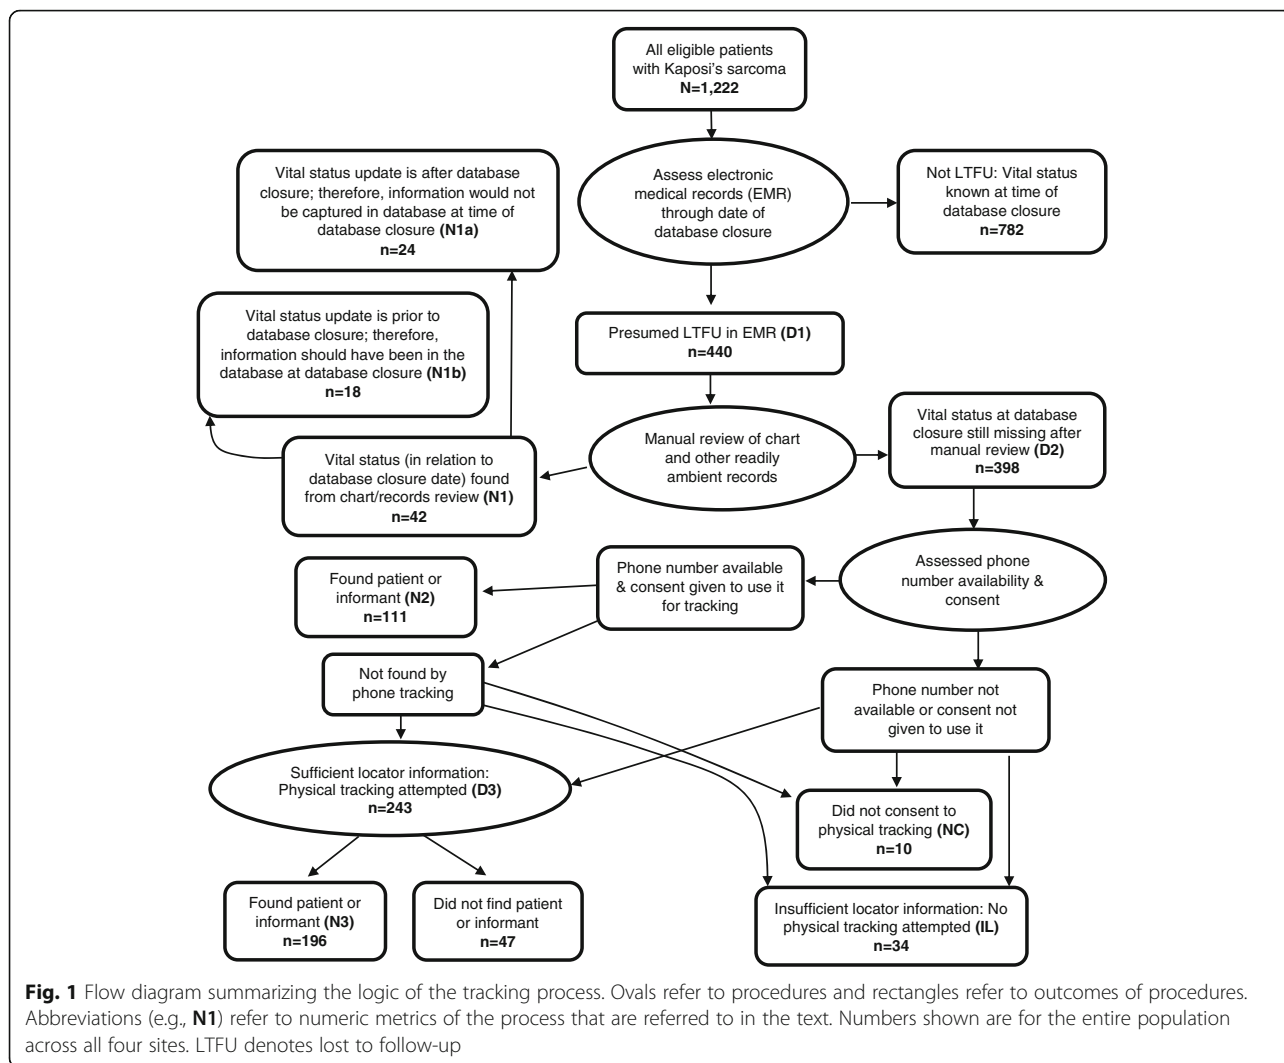 All eligible patients
with Kaposi's sarcoma
N=1,222
Assess electronic
medical records (EMR)
through date of
database closure
Not LTFU: Vital status
known at time of
database closure
n=782
Vital status update is after database
closure; therefore, information would not
be captured in database at time of
database closure (N1a)
n=24
Vital status update is prior to
database closure; therefore,
information should have been in the
database at database closure (N1b)
n=18
Presumed LTFU in EMR (D1)
n=440
Manual review of chart
and other readily
ambient records
Vital status at database
closure still missing after
manual review (D2)
n=398
Vital status (in relation to
database closure date) found
from chart/records review (N1)
n=42
Assessed phone
number availability &
consent
Phone number available
& consent given to use it
for tracking
Found patient or
informant (N2)
n=111
Not found by
phone tracking
Phone number not
available or consent not
given to use it
Sufficient locator information:
Physical tracking attempted (D3)
n=243
Did not consent to
physical tracking (NC)
n=10
Found patient or
informant (N3)
n=196
Did not find patient
or informant
n=47
Insufficient locator information: No
physical tracking attempted (IL)
n=34
Fig. 1 Flow diagram summarizing the logic of the tracking process. Ovals refer to procedures and rectangles refer to outcomes of procedures.
Abbreviations (e.g., N1) refer to numeric metrics of the process that are referred to in the text. Numbers shown are for the entire population
across all four sites. LTFU denotes lost to follow-up